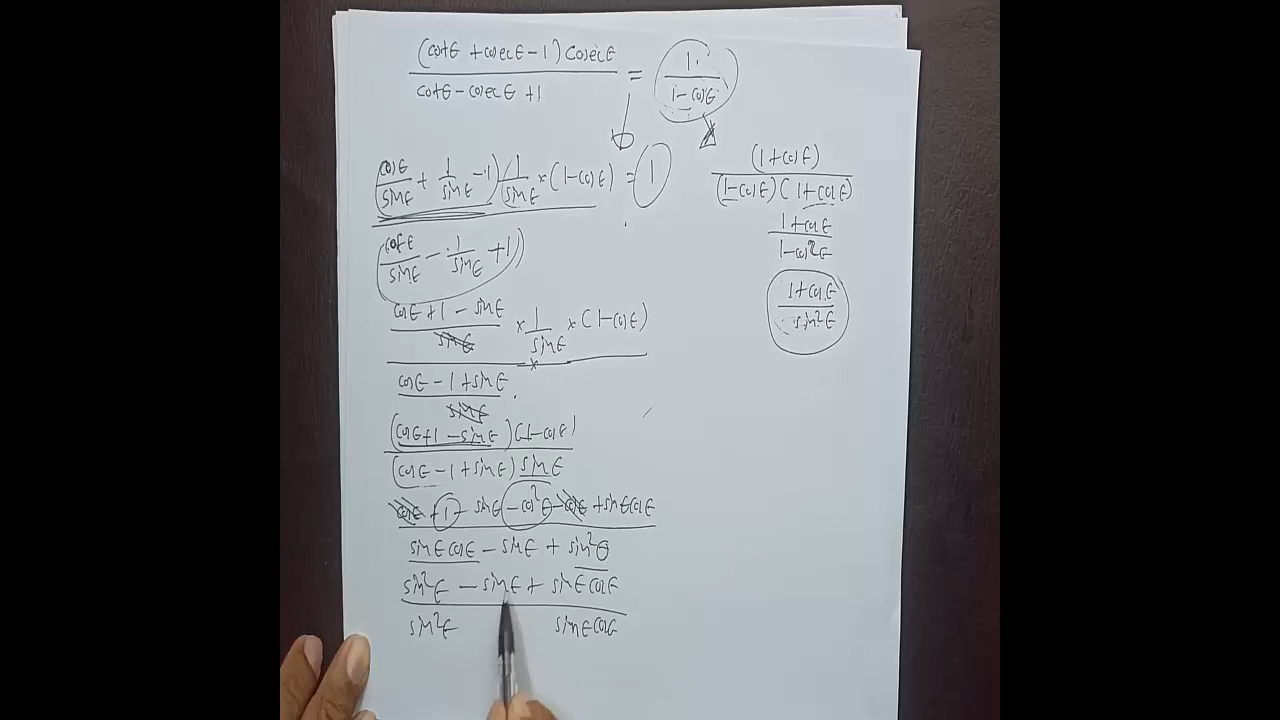 (cotθ + cosecθ - 1) cosecθ
cotθ - cosecθ + 1
= 1
1 - cosθ
(cosθ/sinθ + 1/sinθ - 1) 1/sinθ × (1 - cosθ) = 1
(cosθ/sinθ - 1/sinθ + 1)
cosθ + 1 - sinθ
sinθ
× 1/sinθ × (1 - cosθ)
cosθ - 1 + sinθ
sinθ
(cosθ + 1 - sinθ) (1 - cosθ)
(cosθ - 1 + sinθ) sinθ
cosθ + 1 - sinθ - cos²θ - cosθ + sinθcosθ
sinθcosθ - sinθ + sin²θ
sin²θ - sinθ + sinθcosθ
sin²θ sinθcosθ
(1 + cosθ)
(1 - cosθ) (1 + cosθ)
1 + cosθ
1 - cos²θ
1 + cosθ
sin²θ